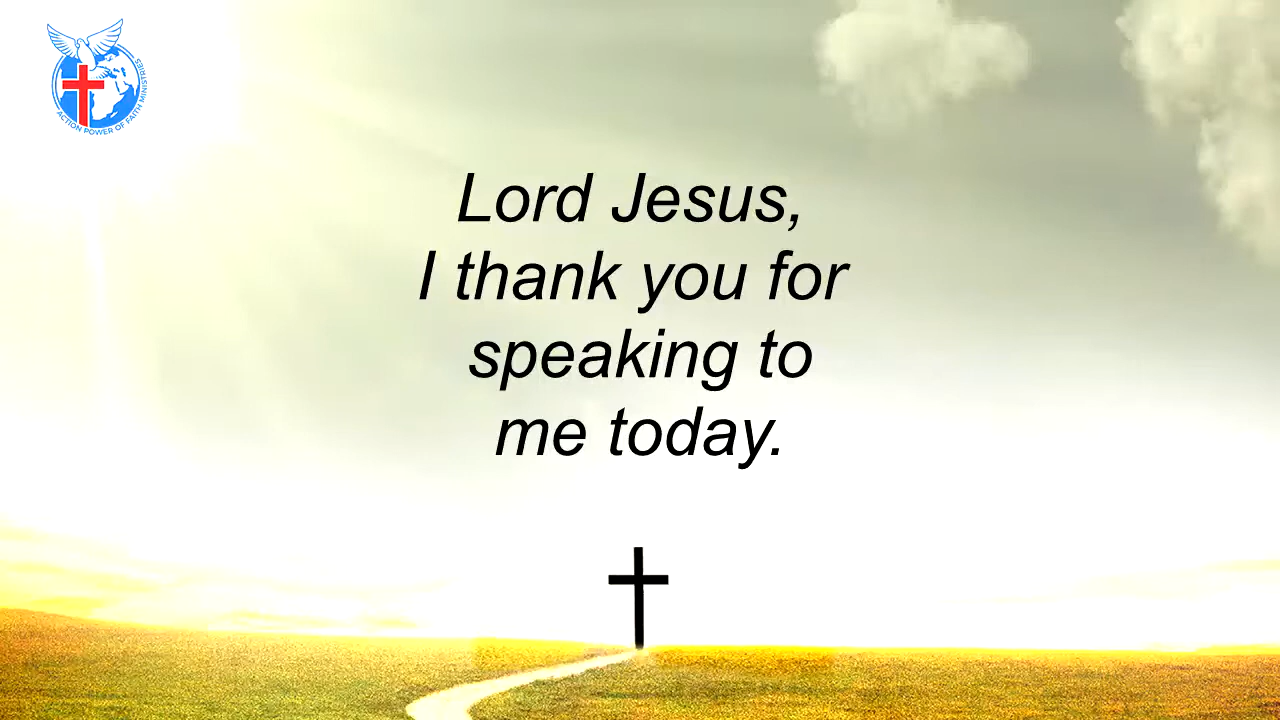 ACTION POWER OF FAITH MINISTRIES
Lord Jesus,
I thank you for
speaking to
me today.